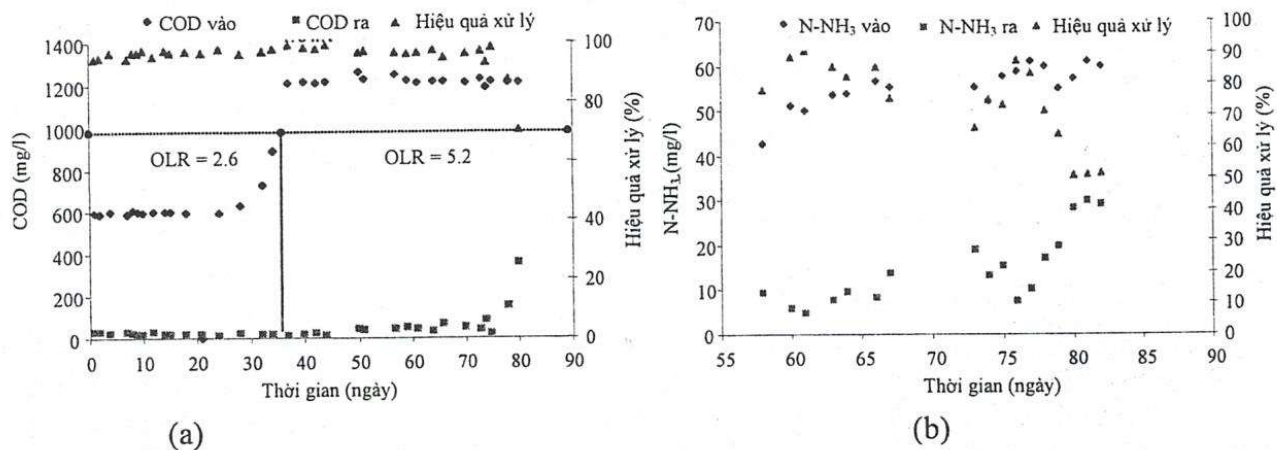 COD vào COD ra Hiệu quả xử lý
1400
1200
1000
800
600
400
200
0
COD (mg/l)
OLR = 2.6
OLR = 5.2
100
80
60
40
20
0
Hiệu quả xử lý (%)
0 10 20 30 40 50 60 70 80 90
Thời gian (ngày)
(a)
N-NH3 vào N-NH3 ra Hiệu quả xử lý
70
60
50
40
30
20
10
0
(mg/l)
100
90
80
70
60
50
40
30
20
10
0
Hiệu quả xử lý (%)
55 60 65 70 75 80 85 90
Thời gian (ngày)
(b)